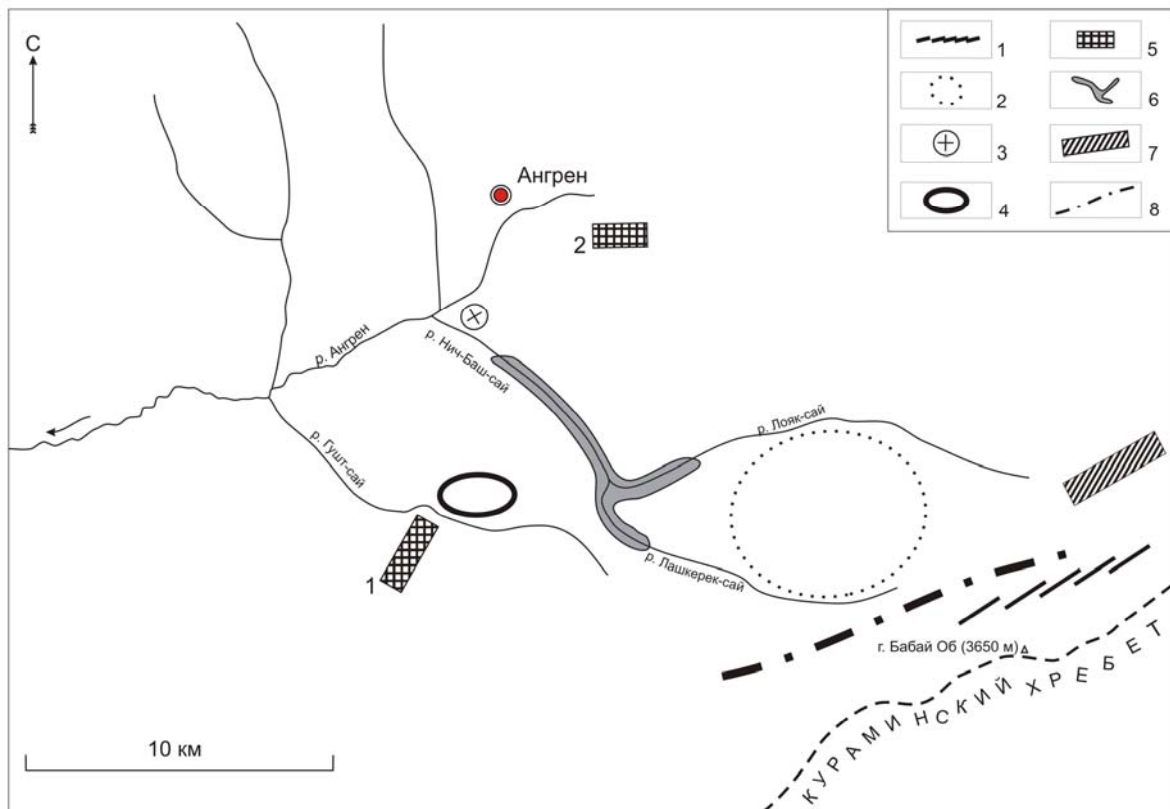 С
Ангрен
2
р. Ангрен
р. Нич-Баш-сай
р. Гушт-сай
р. Лояк-сай
1
р. Лашкерек-сай
г. Бабай Об (3650 м)
КУРАМИНСКИЙ ХРЕБЕТ
10 км
1
2
3
4
5
6
7
8